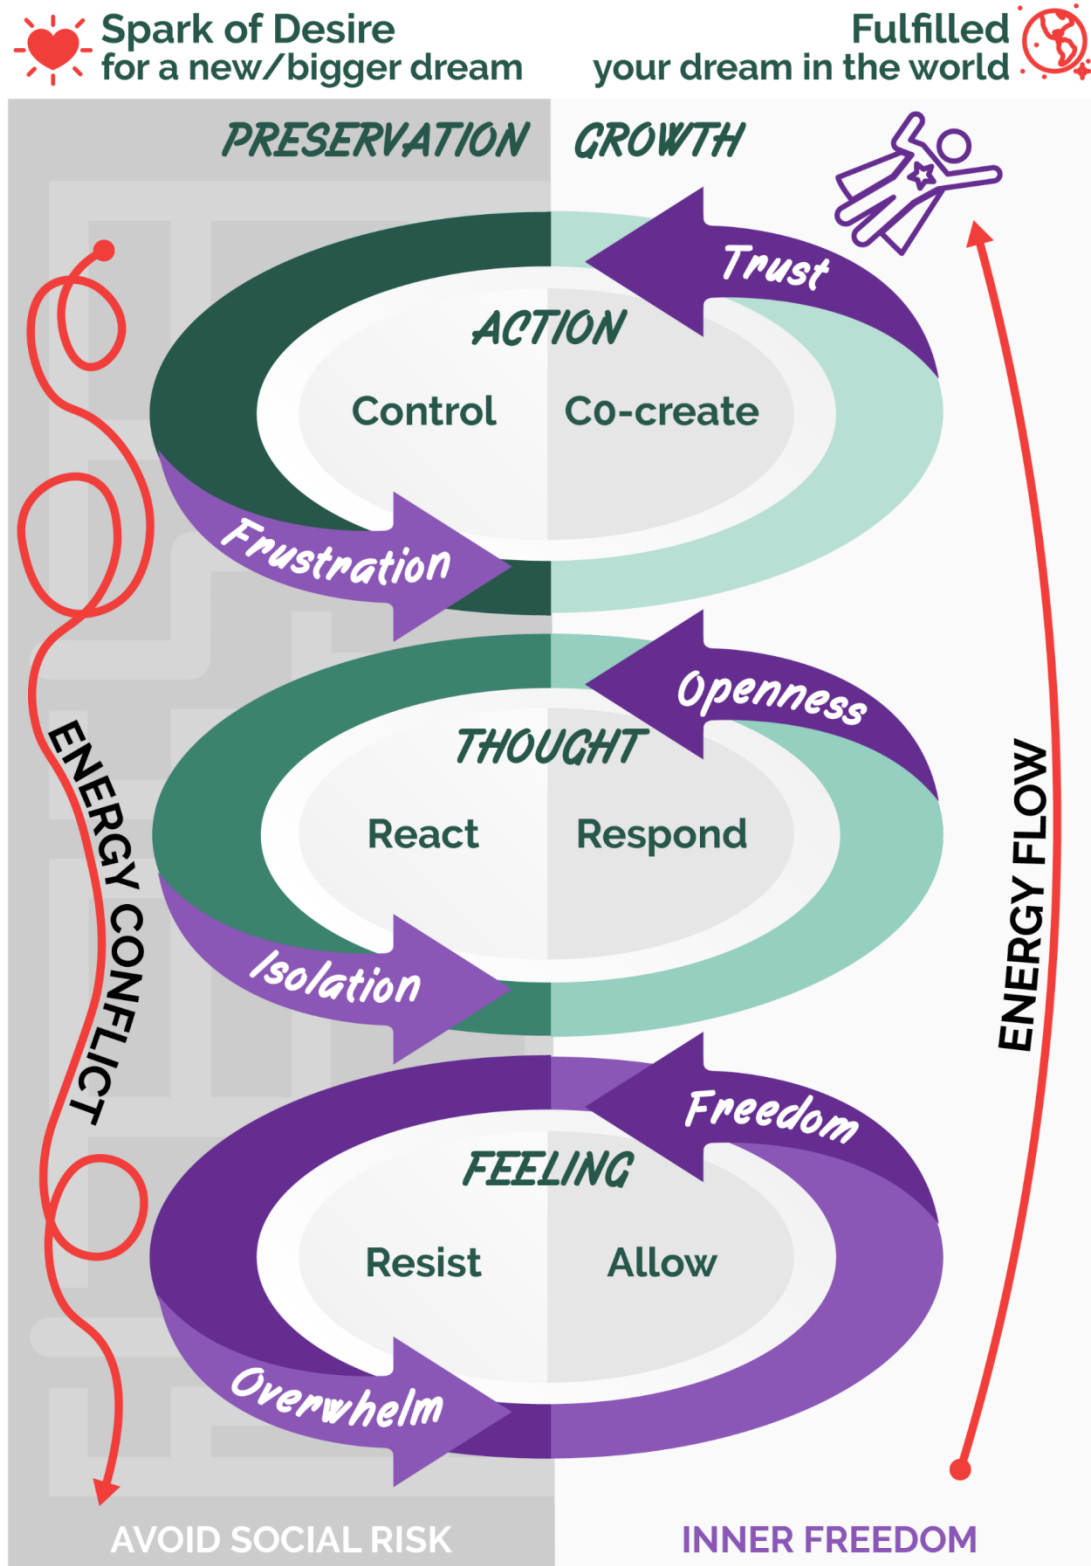 Spark of Desire
for a new/bigger dream
Fulfilled
your dream in the world
PRESERVATION
GROWTH
Trust
ACTION
Control
C0-create
Frustration
Openness
THOUGHT
React
Respond
Isolation
ENERGY CONFLICT
ENERGY FLOW
Freedom
FEELING
Resist
Allow
Overwhelm
AVOID SOCIAL RISK
INNER FREEDOM